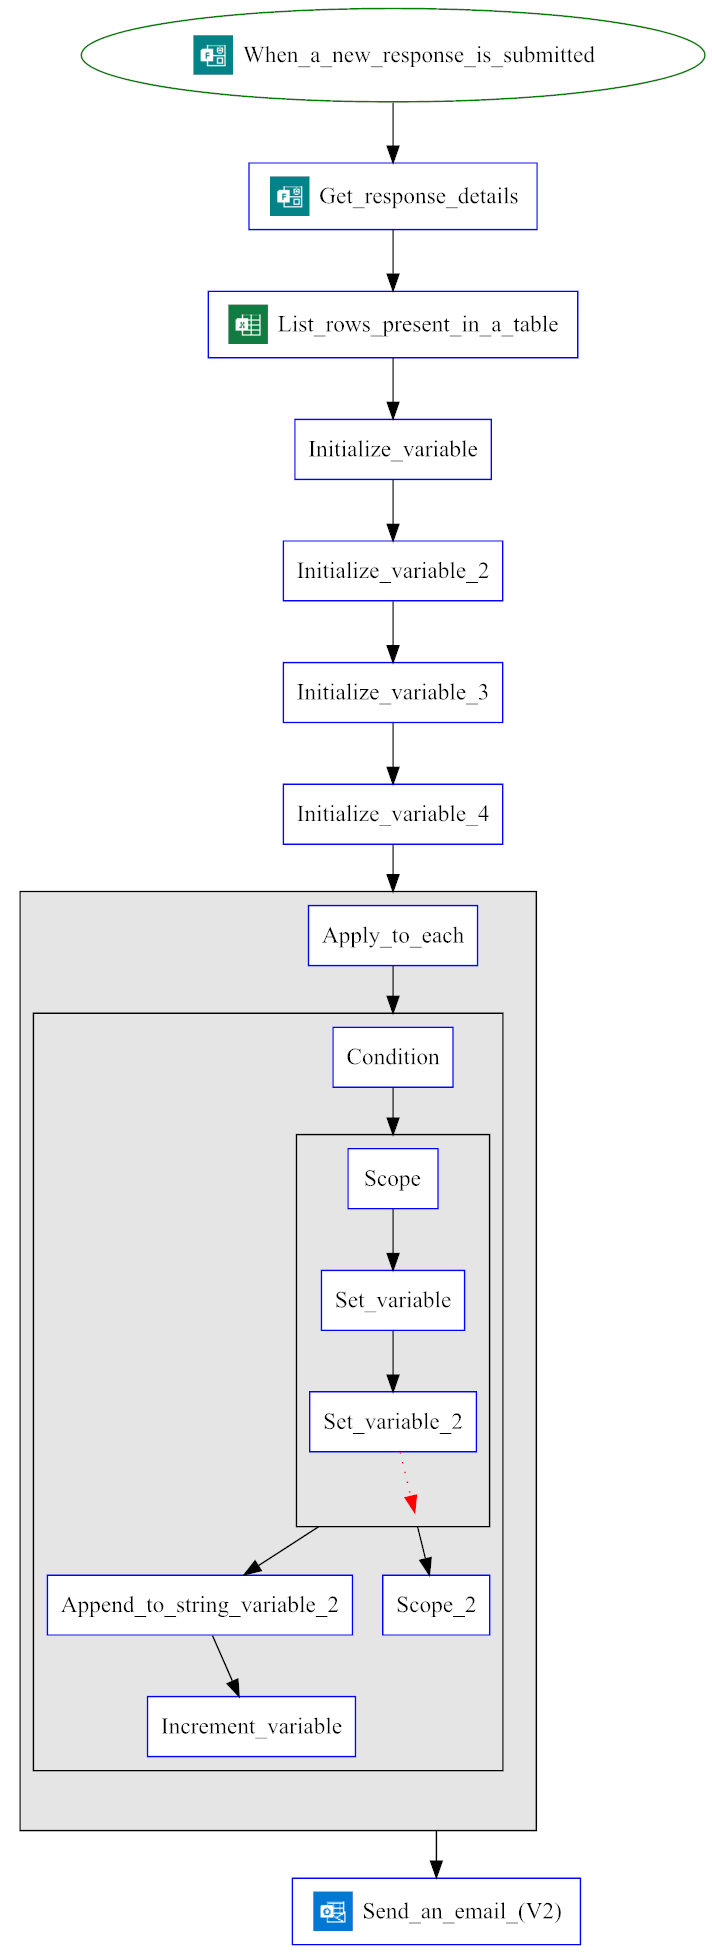 When_a_new_response_is_submitted
Get_response_details
List_rows_present_in_a_table
Initialize_variable
Initialize_variable_2
Initialize_variable_3
Initialize_variable_4
Apply_to_each
Condition
Scope
Set_variable
Set_variable_2
Append_to_string_variable_2
Scope_2
Increment_variable
Send_an_email_(V2)